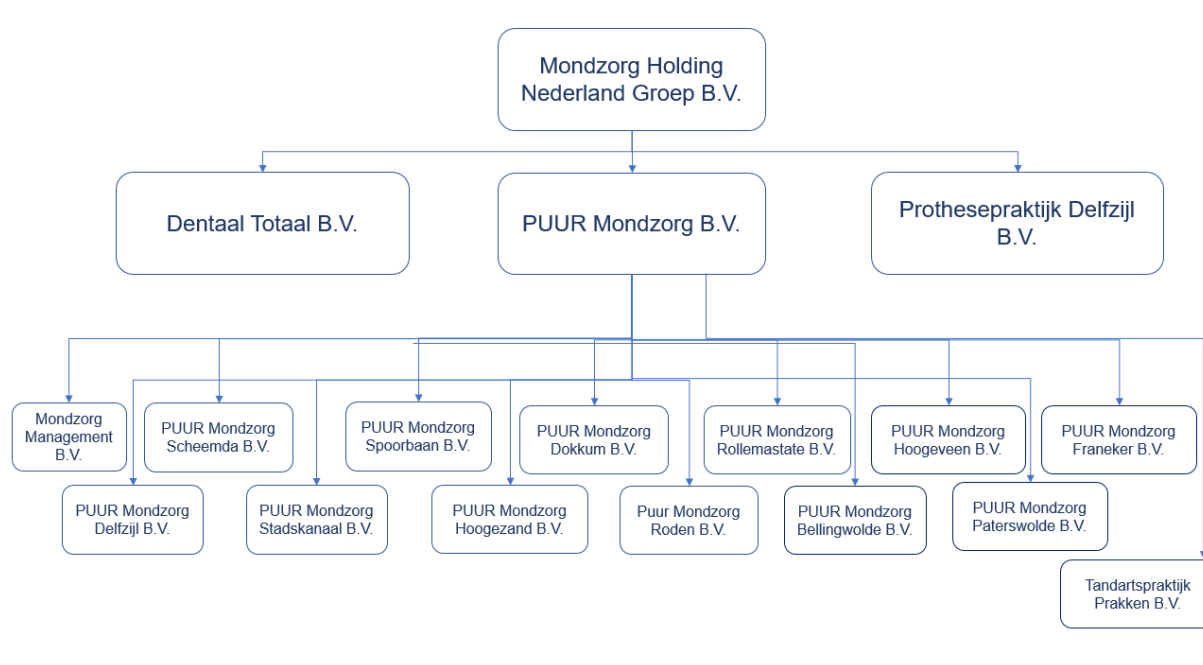 Mondzorg Holding
Nederland Groep B.V.
Dentaal Totaal B.V.
PUUR Mondzorg B.V.
Prothesepraktijk Delfzijl
B.V.
Mondzorg
Management
B.V.
PUUR Mondzorg
Scheemda B.V.
PUUR Mondzorg
Spoorbaan B.V.
PUUR Mondzorg
Dokkum B.V.
PUUR Mondzorg
Rollemastate B.V.
PUUR Mondzorg
Hoogeveen B.V.
PUUR Mondzorg
Franeker B.V.
PUUR Mondzorg
Delfzijl B.V.
PUUR Mondzorg
Stadskanaal B.V.
PUUR Mondzorg
Hoogezand B.V.
Puur Mondzorg
Roden B.V.
PUUR Mondzorg
Bellingwolde B.V.
PUUR Mondzorg
Paterswolde B.V.
Tandartspraktijk
Prakken B.V.